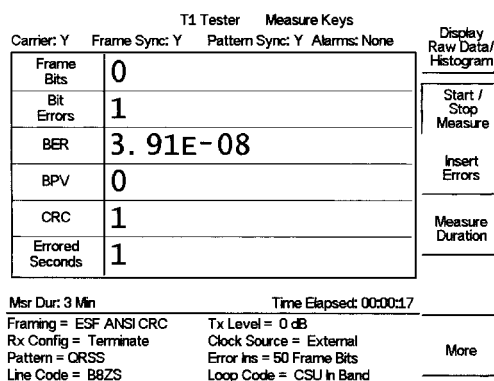 T1 Tester Measure Keys
Carrier: Y Frame Sync: Y Pattern Sync: Y Alarms: None
Frame Bits 0
Bit Errors 1
BER 3.91E-08
BPV 0
CRC 1
Errored Seconds 1
Msr Dur: 3 Min Time Elapsed: 00:00:17
Framing = ESF ANSI CRC Tx Level = 0 dB
Rx Config = Terminate Clock Source = External
Pattern = QRSS Error Ins = 50 Frame Bits
Line Code = B8ZS Loop Code = CSU In Band
Display
Raw Data/
Histogram
Start /
Stop
Measure
Insert
Errors
Measure
Duration
More